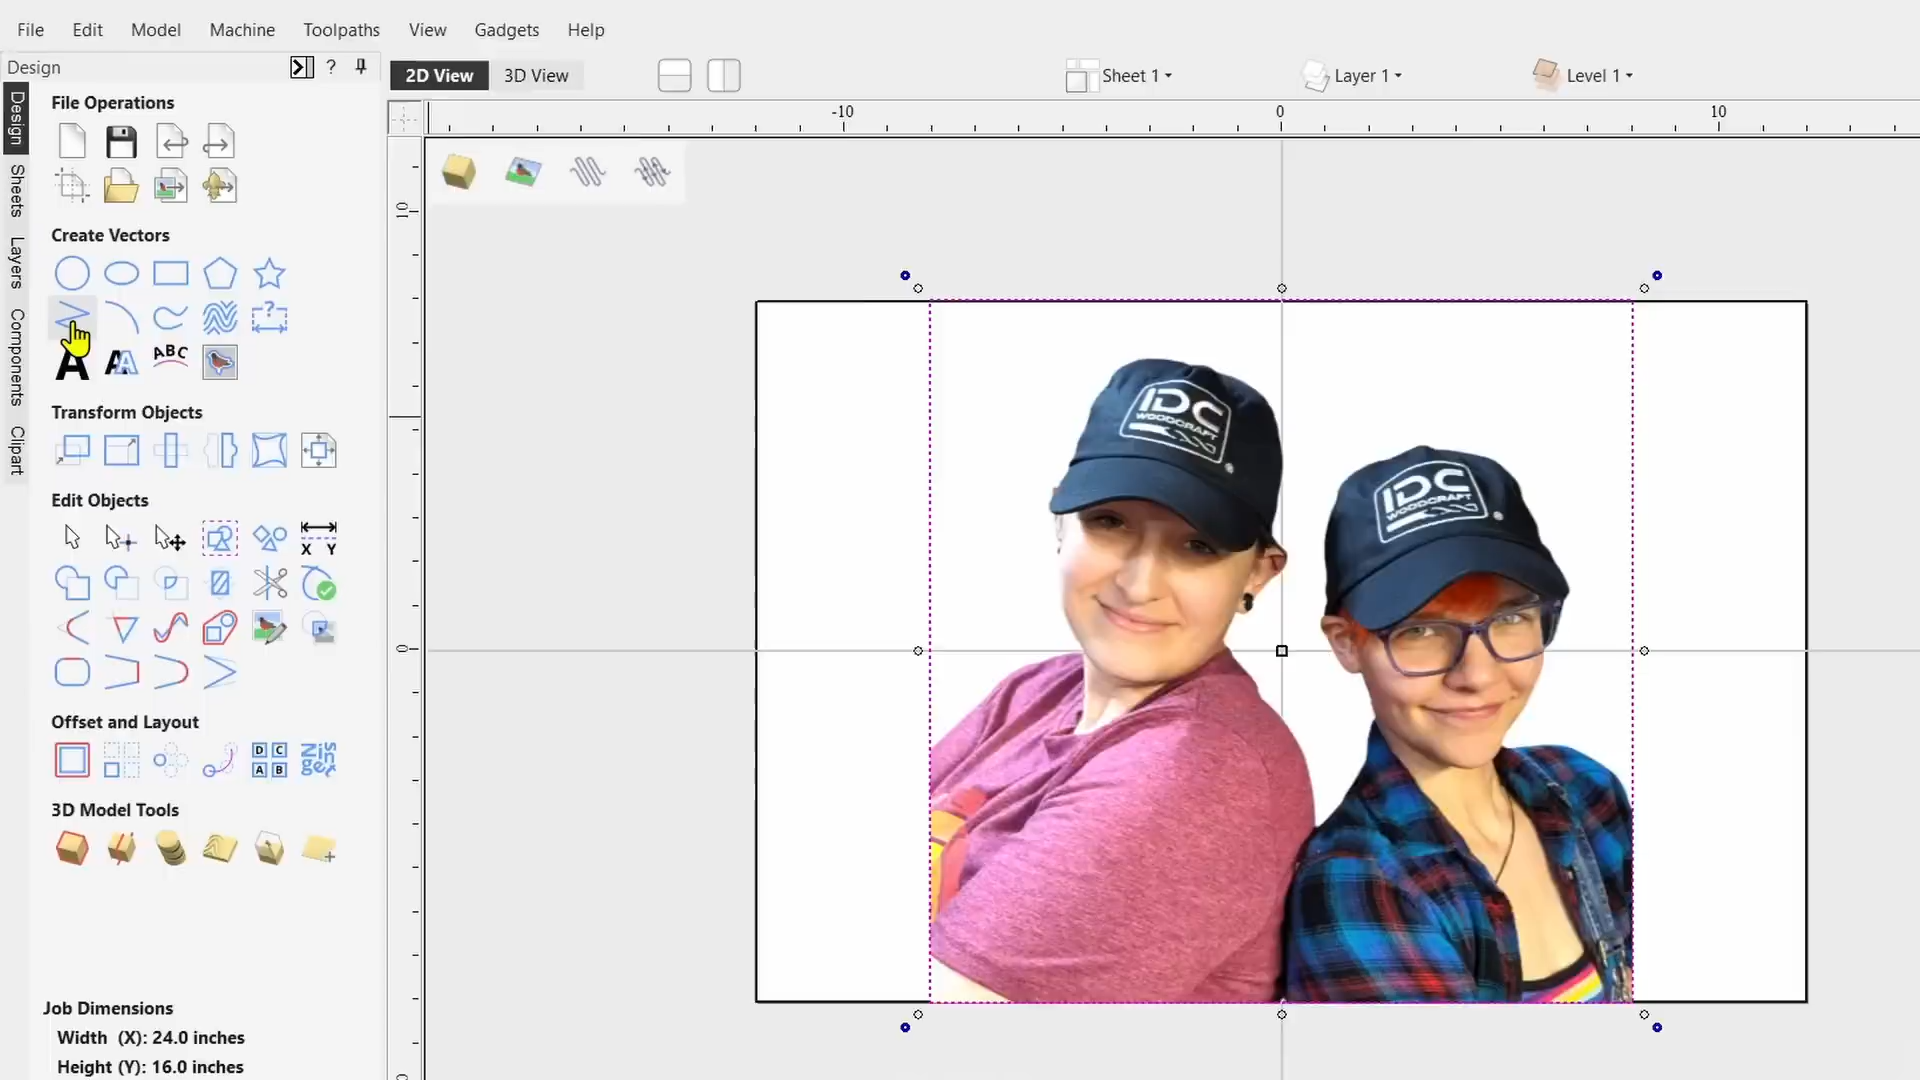 File Edit Model Machine Toolpaths View Gadgets Help
Design ?
2D View 3D View Sheet 1 Layer 1 Level 1
-10 0 10
Design
Sheets
Layers
Components
Clipart
File Operations
Create Vectors
?
A A A ABC
Transform Objects
Edit Objects
X Y
Offset and Layout
D C
A B
3D Model Tools
Job Dimensions
Width (X): 24.0 inches
Height (Y): 16.0 inches
10
0
IDC
WOODCRAFT
IDC
WOODCRAFT